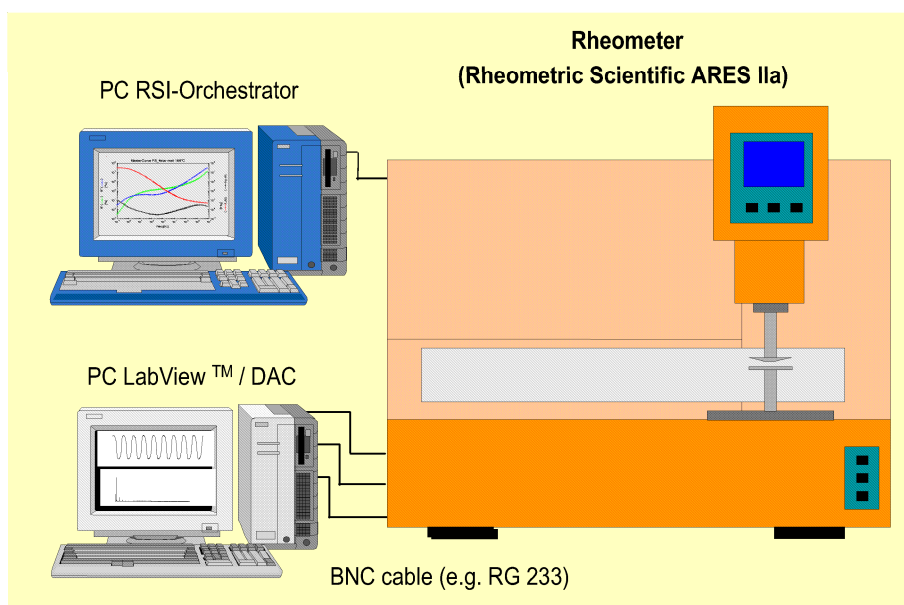 Rheometer
(Rheometric Scientific ARES IIa)
PC RSI-Orchestrator
PC LabView TM / DAC
BNC cable (e.g. RG 233)